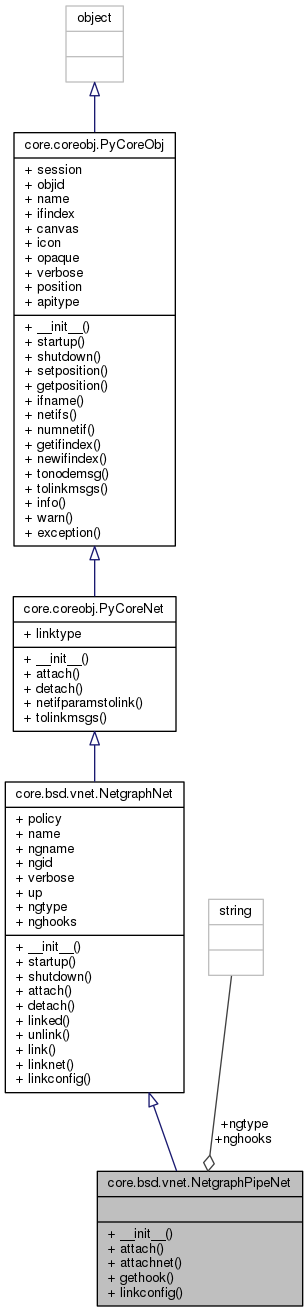 object
core.coreobj.PyCoreObj
+ session
+ objid
+ name
+ ifindex
+ canvas
+ icon
+ opaque
+ verbose
+ position
+ apitype
+ __init__()
+ startup()
+ shutdown()
+ setposition()
+ getposition()
+ ifname()
+ netifs()
+ numnetif()
+ getifindex()
+ newifindex()
+ tonodemsg()
+ tolinkmsgs()
+ info()
+ warn()
+ exception()
core.coreobj.PyCoreNet
+ linktype
+ __init__()
+ attach()
+ detach()
+ netifparamstolink()
+ tolinkmsgs()
core.bsd.vnet.NetgraphNet
+ policy
+ name
+ ngname
+ ngid
+ verbose
+ up
+ ngtype
+ nghooks
+ __init__()
+ startup()
+ shutdown()
+ attach()
+ detach()
+ linked()
+ unlink()
+ link()
+ linknet()
+ linkconfig()
string
+ngtype
+nghooks
core.bsd.vnet.NetgraphPipeNet
+ __init__()
+ attach()
+ attachnet()
+ gethook()
+ linkconfig()